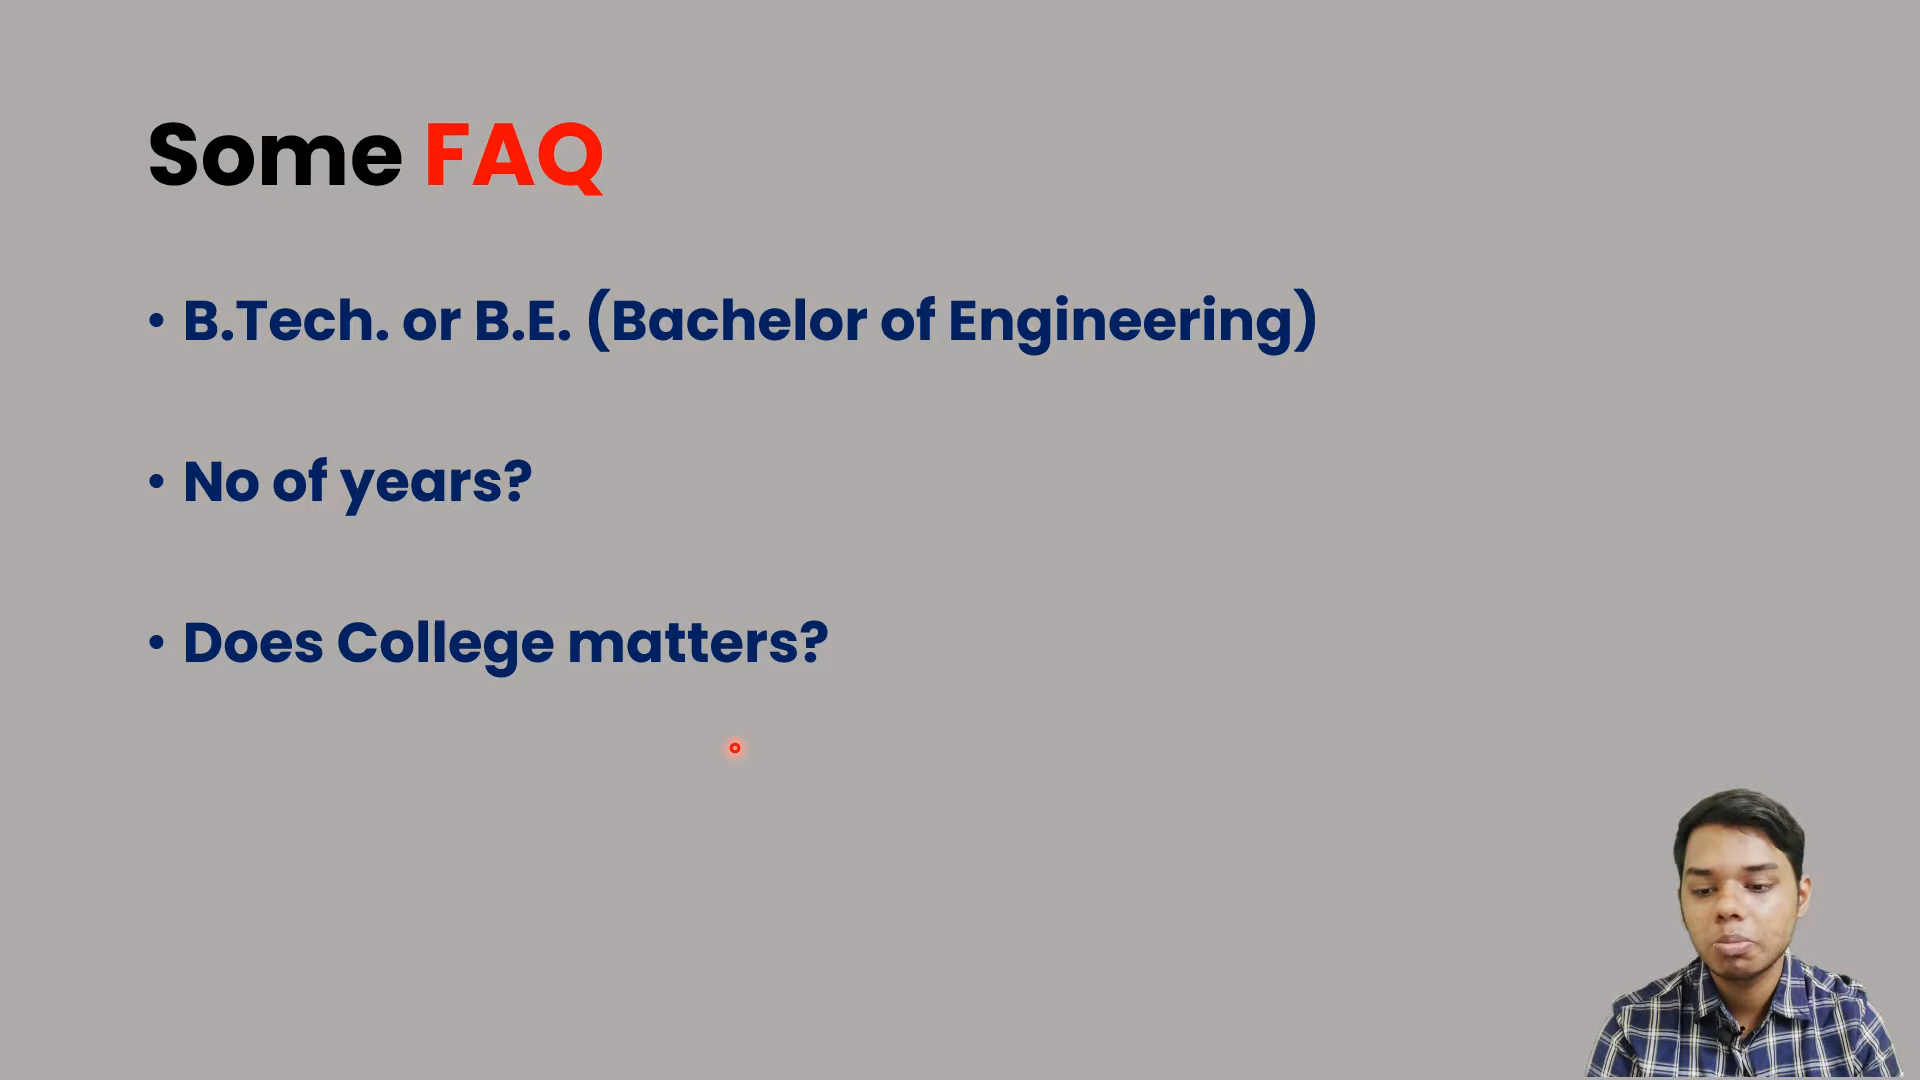 Some FAQ
• B.Tech. or B.E. (Bachelor of Engineering)
• No of years?
• Does College matters?